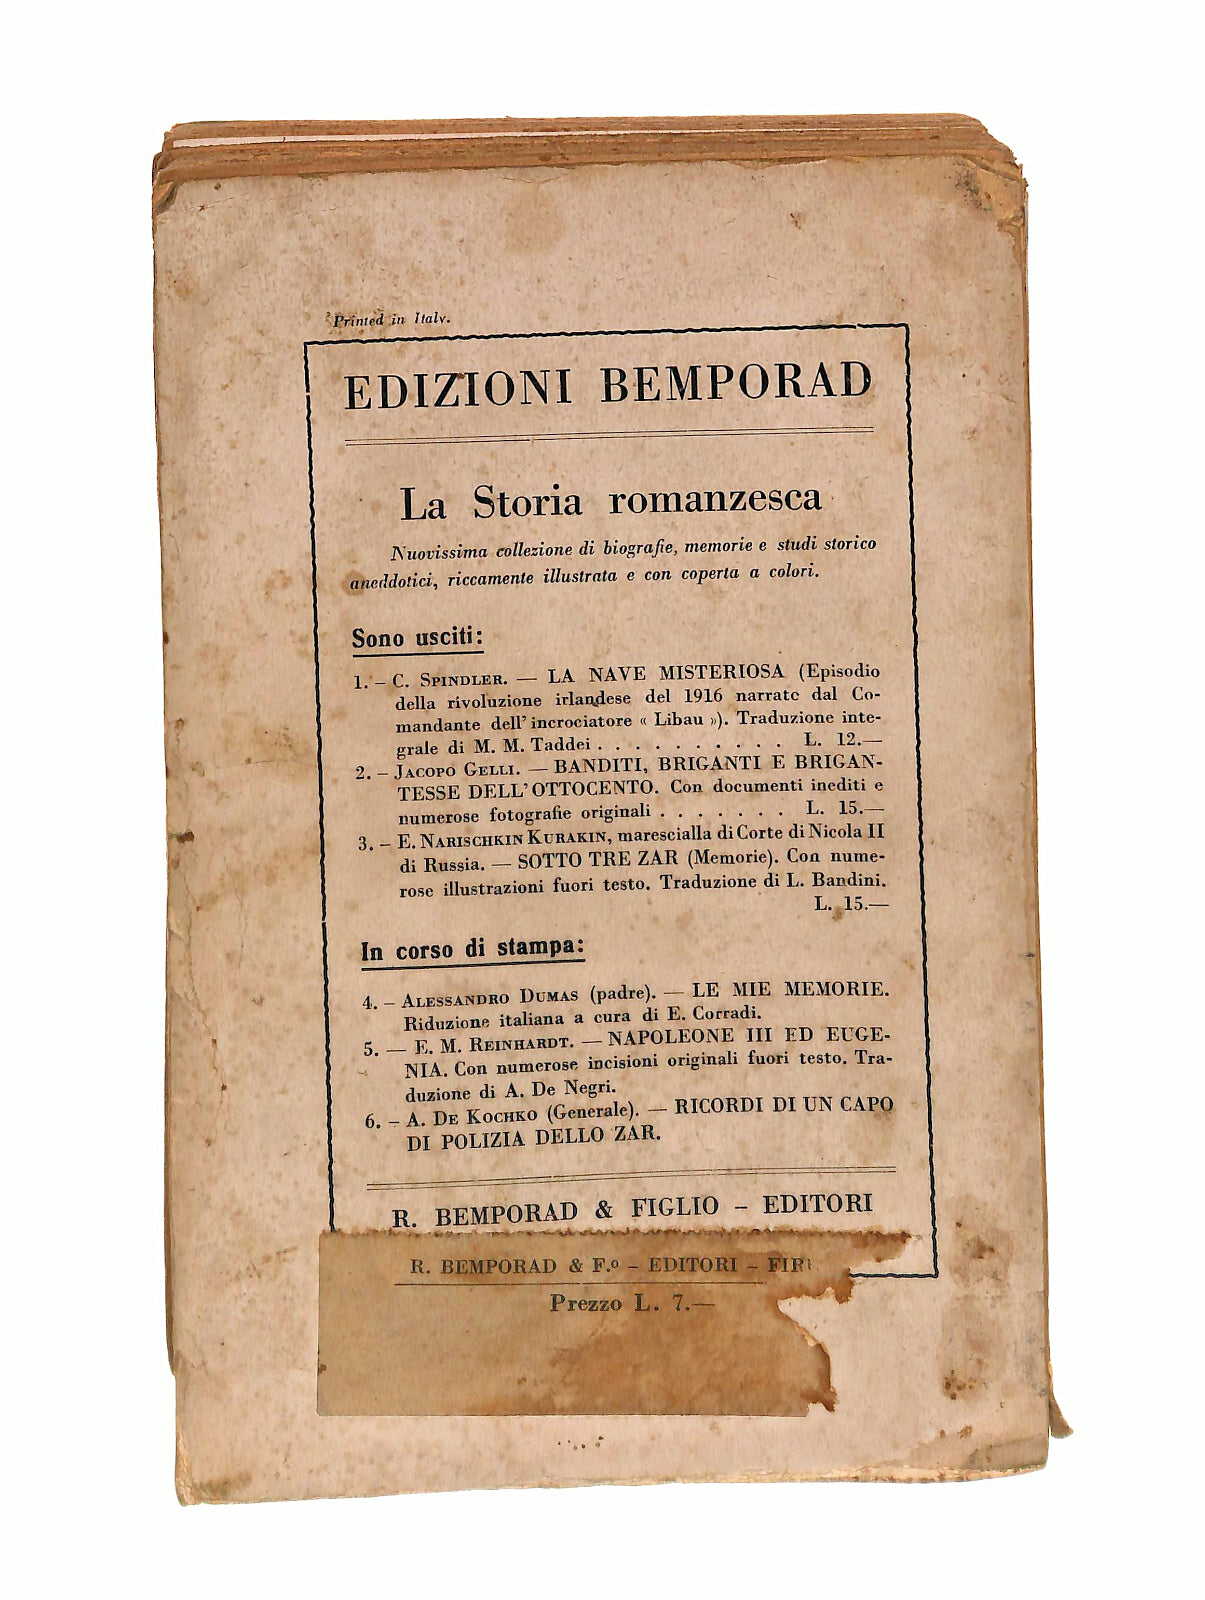 Printed in Italy.
EDIZIONI BEMPORAD
La Storia romanzesca
Nuovissima collezione di biografie, memorie e studi storico
aneddotici, riccamente illustrata e con coperta a colori.
Sono usciti:
1. – C. SPINDLER. — LA NAVE MISTERIOSA (Episodio
della rivoluzione irlandese del 1916 narrato dal Co-
mandante dell'incrociatore « Libau »). Traduzione inte-
grale di M. M. Taddei . . . . . . . . . . L. 12.—
2. – JACOPO GELLI. — BANDITI, BRIGANTI E BRIGAN-
TESSE DELL'OTTOCENTO. Con documenti inediti e
numerose fotografie originali . . . . . . . L. 15.—
3. – E. NARISCHKIN KURAKIN, marescialla di Corte di Nicola II
di Russia. — SOTTO TRE ZAR (Memorie). Con nume-
rose illustrazioni fuori testo. Traduzione di L. Bandini.
L. 15.—
In corso di stampa:
4. – ALESSANDRO DUMAS (padre). — LE MIE MEMORIE.
Riduzione italiana a cura di E. Corradi.
5. — E. M. REINHARDT. — NAPOLEONE III ED EUGE-
NIA. Con numerose incisioni originali fuori testo. Tra-
duzione di A. De Negri.
6. – A. DE KOCHKO (Generale). — RICORDI DI UN CAPO
DI POLIZIA DELLO ZAR.
R. BEMPORAD & FIGLIO – EDITORI
R. BEMPORAD & F.º – EDITORI –
Prezzo L. 7.—